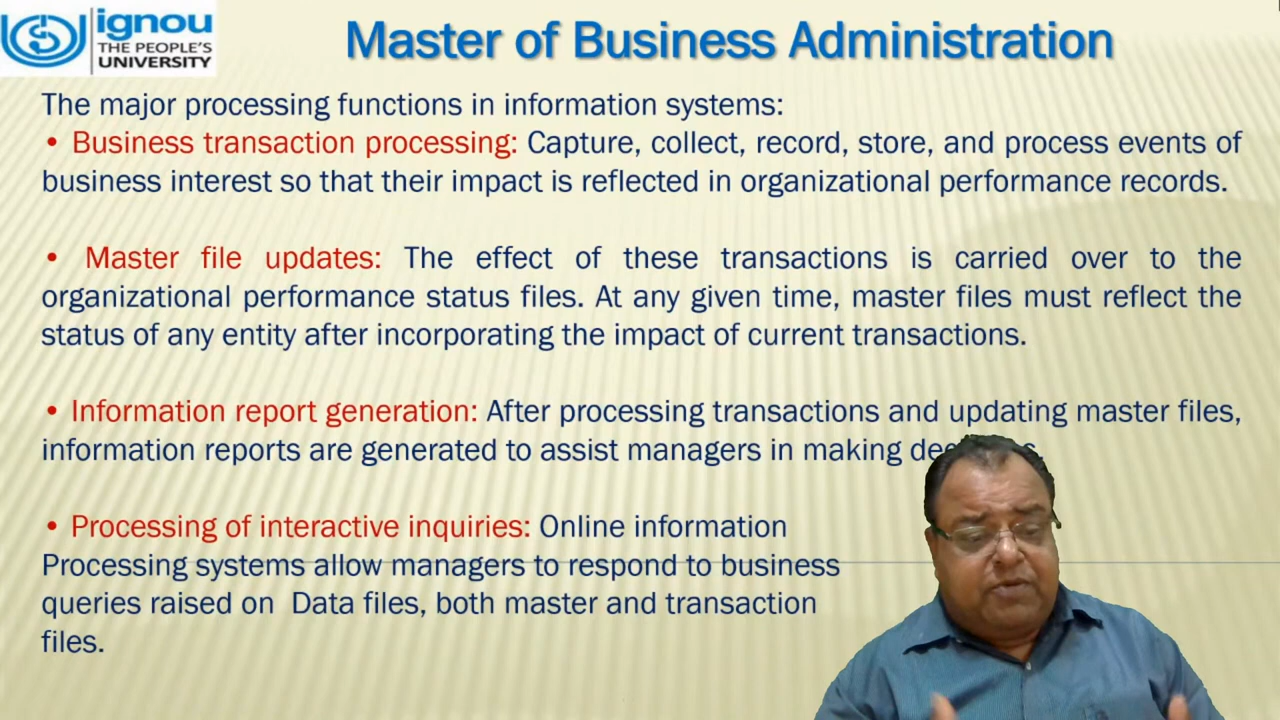 ignou
THE PEOPLE'S
UNIVERSITY
Master of Business Administration
The major processing functions in information systems:
• Business transaction processing: Capture, collect, record, store, and process events of
business interest so that their impact is reflected in organizational performance records.
• Master file updates: The effect of these transactions is carried over to the
organizational performance status files. At any given time, master files must reflect the
status of any entity after incorporating the impact of current transactions.
• Information report generation: After processing transactions and updating master files,
information reports are generated to assist managers in making
• Processing of interactive inquiries: Online information
Processing systems allow managers to respond to business
queries raised on Data files, both master and transaction
files.